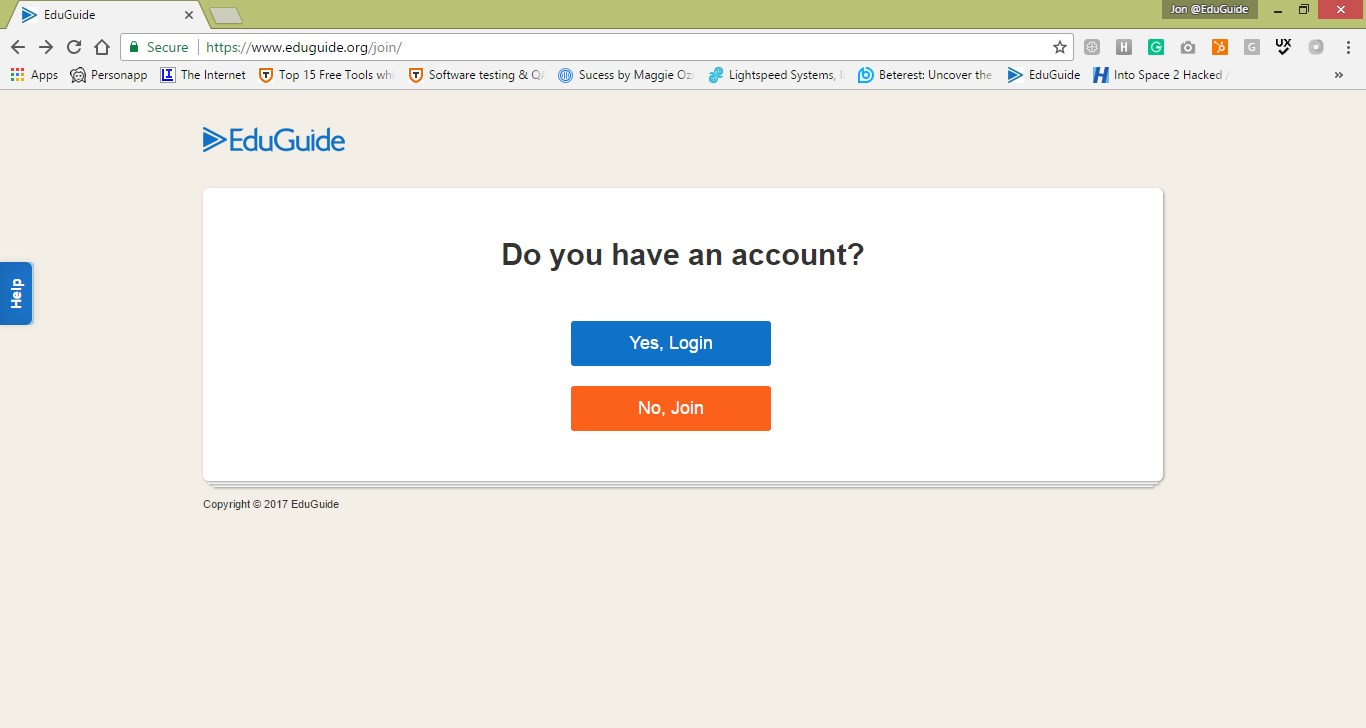 EduGuide
Jon @EduGuide
Secure https://www.eduguide.org/join/
Apps Personapp The Internet Top 15 Free Tools Software testing & Sucess by Maggie Lightspeed Systems, Beterest: Uncover the EduGuide Into Space 2 Hacked
EduGuide
Do you have an account?
Help
Yes, Login
No, Join
Copyright © 2017 EduGuide